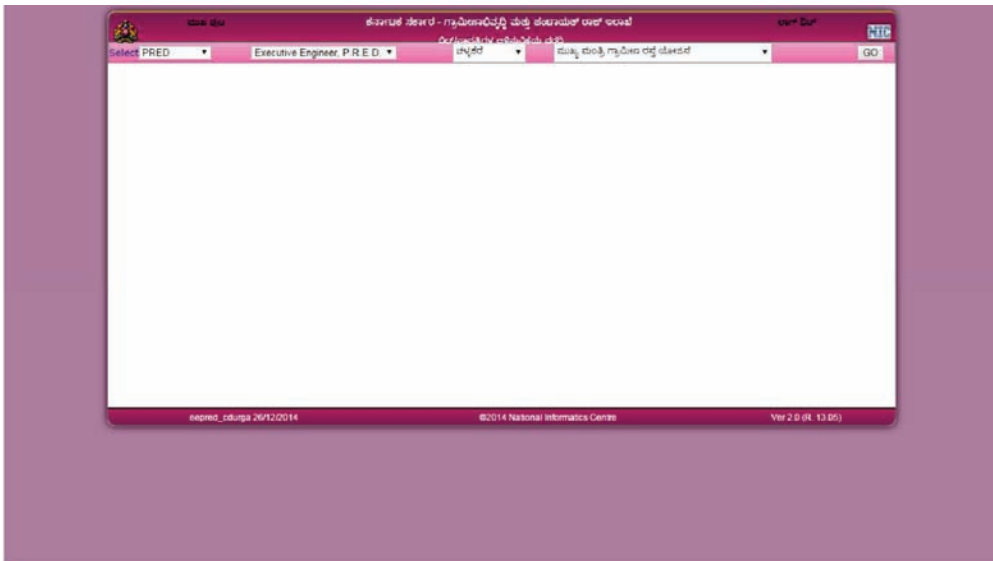 ಮುಖ ಪುಟ ಕರ್ನಾಟಕ ಸರ್ಕಾರ - ಗ್ರಾಮೀಣಾಭಿವೃದ್ಧಿ ಮತ್ತು ಪಂಚಾಯತ್ ರಾಜ್ ಇಲಾಖೆ
NIC
Select PRED Executive Engineer, P.R.E.D. ಚಳ್ಳಕೆರೆ ಮುಖ್ಯ ಮಂತ್ರಿ ಗ್ರಾಮೀಣ ರಸ್ತೆ ಯೋಜನೆ GO
eepred_cdurga 26/12/2014 ©2014 National Informatics Centre Ver 2.0 (R. 13.05)